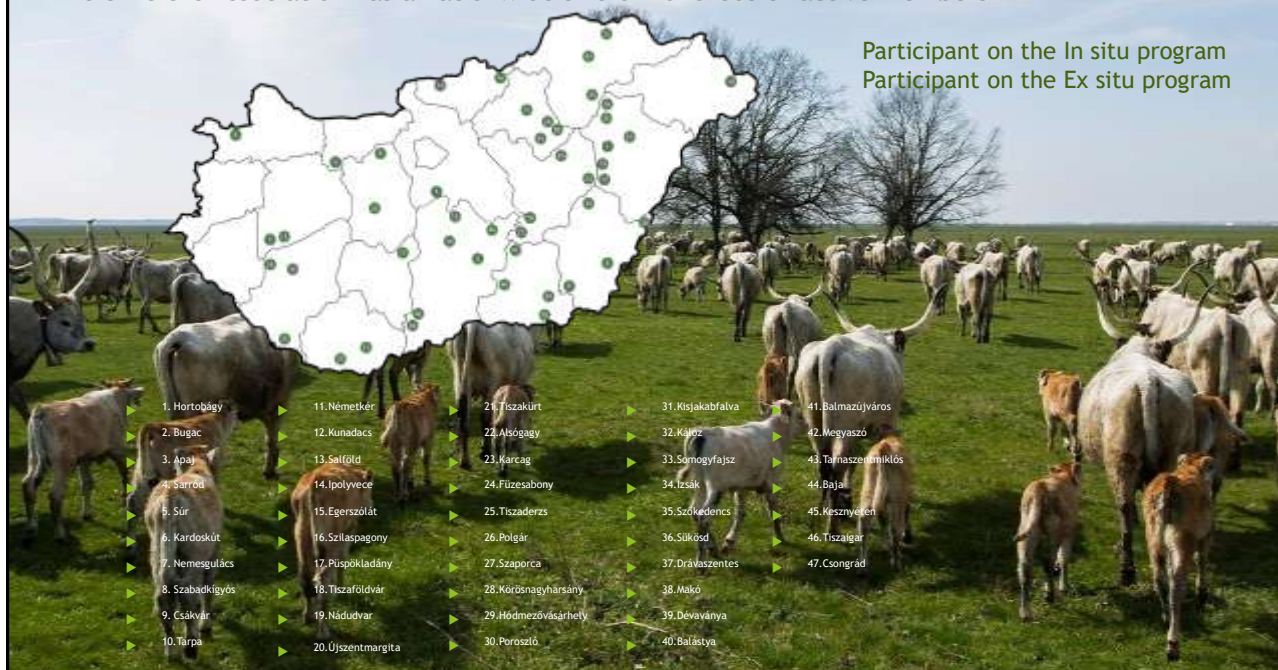 Participant on the In situ program
Participant on the Ex situ program
1. Hortobágy
2. Bugac
3. Apaj
4. Sarród
5. Súr
6. Kardoskút
7. Nemesgulács
8. Szabadkígyós
9. Csákvár
10. Tarpa
11.Németkér
12.Kunadacs
13.Salföld
14.Ipolyvece
15.Egerszólát
16.Szilaspagony
17.Püspökladány
18.Tiszaföldvár
19.Nádudvar
20.Újszentmargita
21.Tiszakürt
22.Alsógagy
23.Karcag
24.Füzesabony
25.Tiszaderzs
26.Polgár
27.Szaporca
28.Körösnagyharsány
29.Hódmezővásárhely
30.Poroszló
31.Kisjakabfalva
32.Káloz
33.Somogyfajsz
34.Izsák
35.Szőkedencs
36.Sükösd
37.Drávaszentes
38.Makó
39.Dévaványa
40.Balástya
41.Balmazújváros
42.Megyaszó
43.Tarnaszentmiklós
44.Baja
45.Kesznyéten
46.Tiszaigar
47.Csongrád